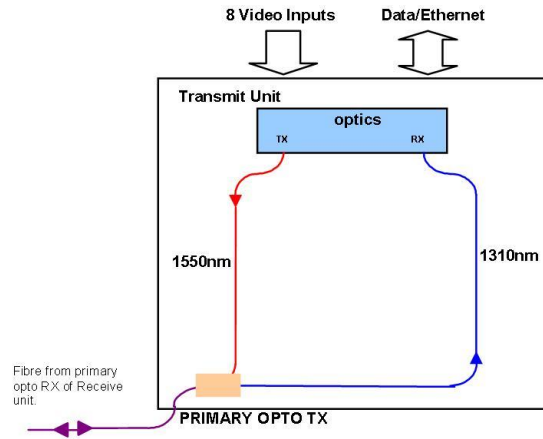 8 Video Inputs
Data/Ethernet
Transmit Unit
optics
TX
RX
1550nm
1310nm
Fibre from primary
opto RX of Receive
unit.
PRIMARY OPTO TX